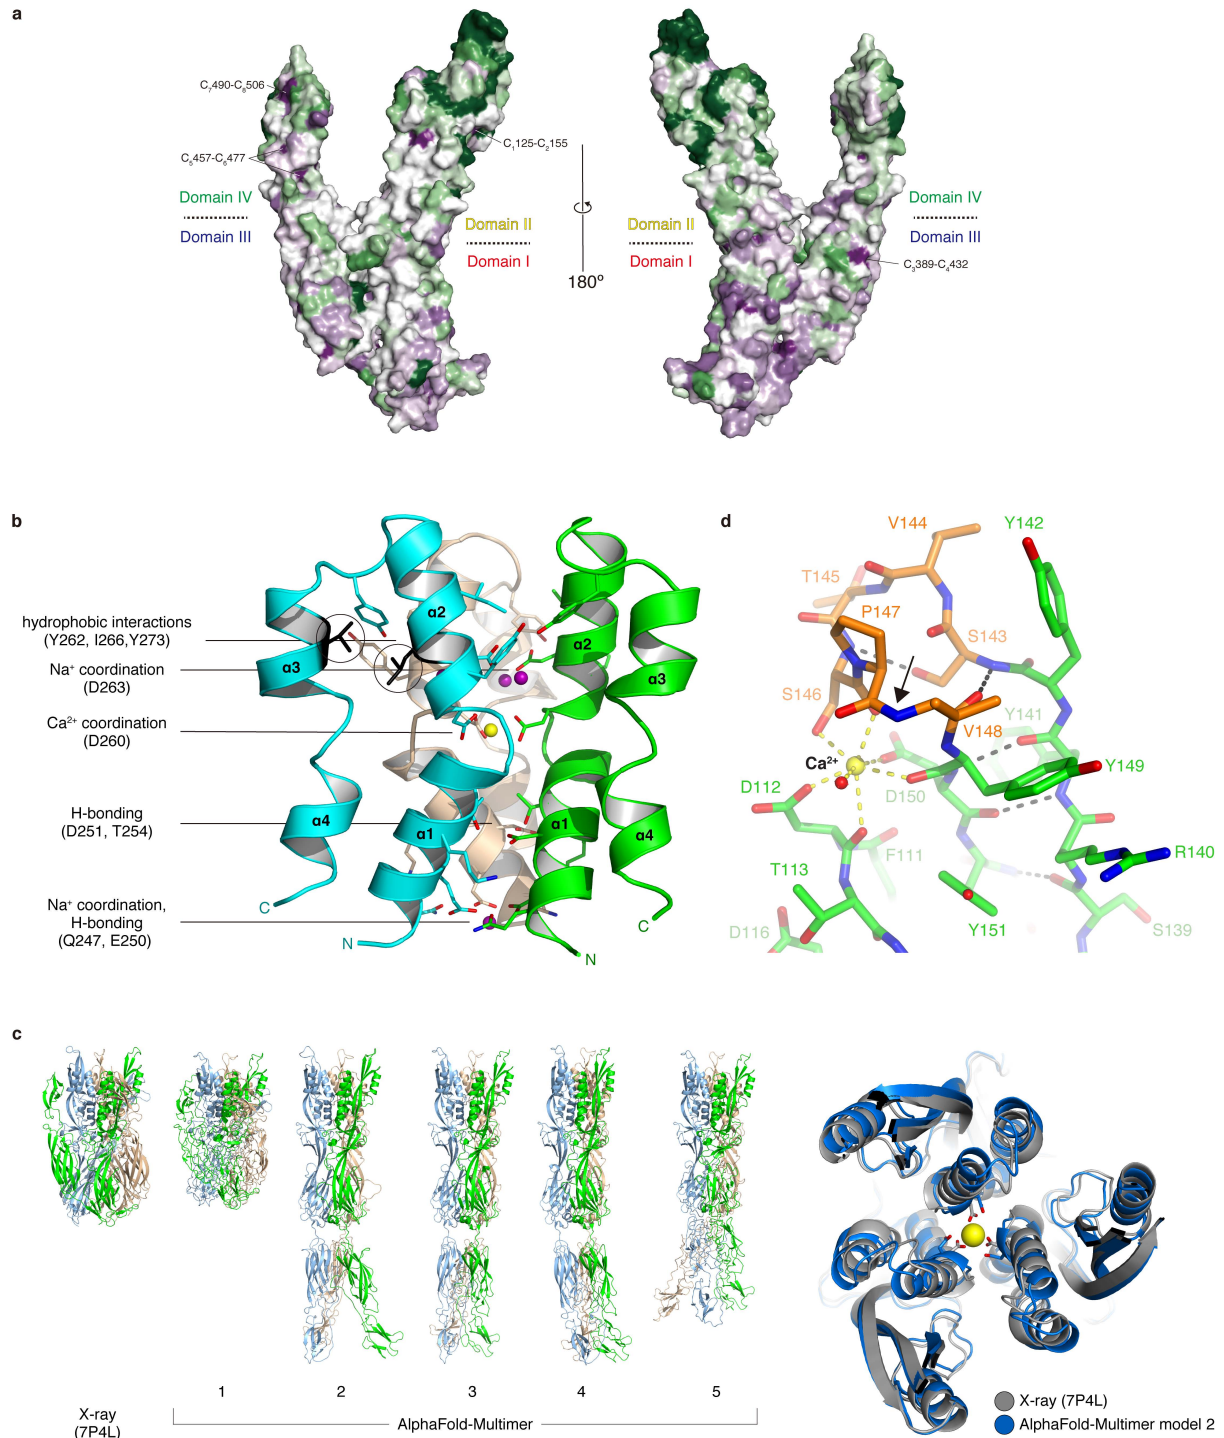 a
C₇490-C₈506
C₅457-C₆477
C₁125-C₂155
Domain IV
Domain III
Domain II
Domain I
180º
Domain II
Domain I
Domain IV
Domain III
C₃389-C₄432
b
hydrophobic interactions
(Y262, I266,Y273)
Na⁺ coordination
(D263)
Ca²⁺ coordination
(D260)
H-bonding
(D251, T254)
Na⁺ coordination,
H-bonding
(Q247, E250)
α3
α2
α2
α3
α4
α1
α1
α4
C
N
C
N
d
V144
Y142
T145
P147
S143
S146
Y141
V148
Ca²⁺
Y149
D112
D150
F111
R140
T113
D116
Y151
S139
c
1
2
3
4
5
X-ray
(7P4L)
AlphaFold-Multimer
X-ray (7P4L)
AlphaFold-Multimer model 2